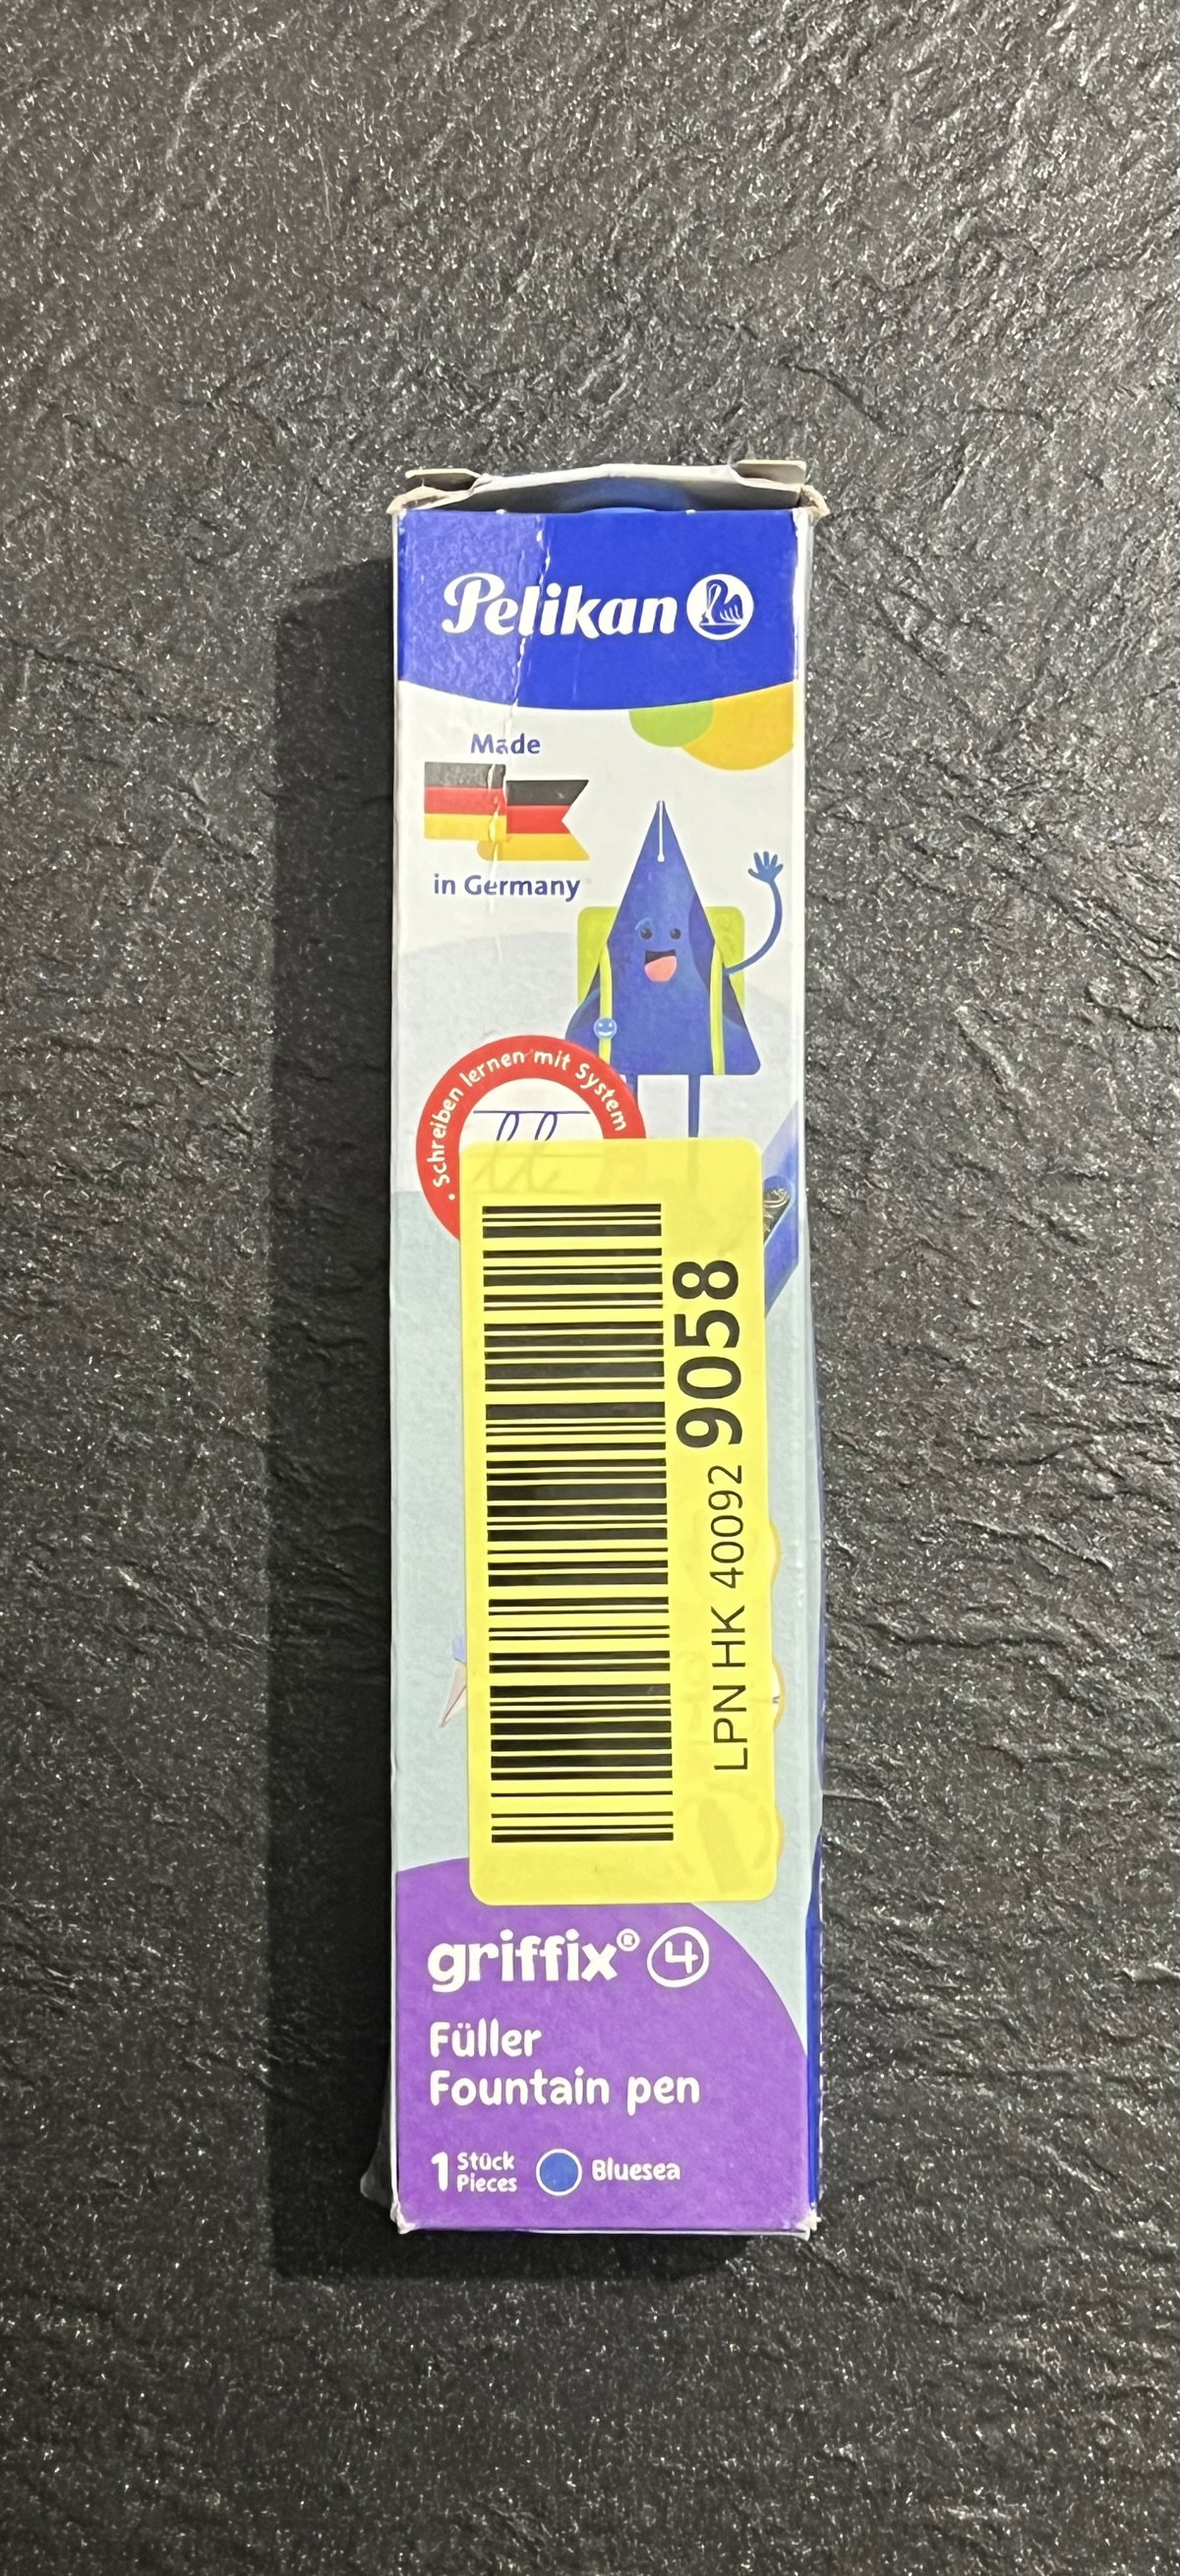 Pelikan
Made
in Germany
• Schreiben lernen mit System
ll
LPN HK 40092 9058
griffix® 4
Füller
Fountain pen
1 Stück
Pieces
Bluesea